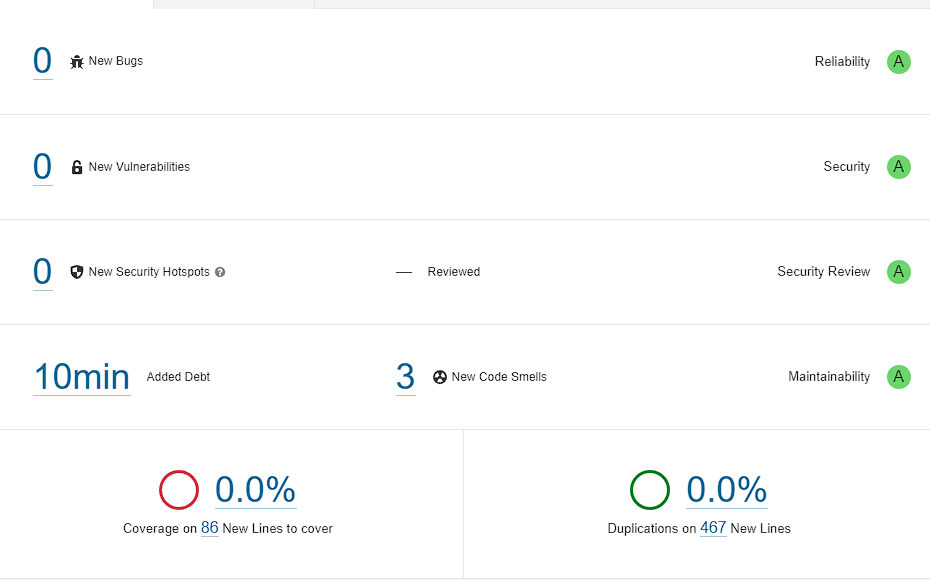 0 New Bugs Reliability A
0 New Vulnerabilities Security A
0 New Security Hotspots ? — Reviewed Security Review A
10min Added Debt 3 New Code Smells Maintainability A
0.0%
Coverage on 86 New Lines to cover
0.0%
Duplications on 467 New Lines